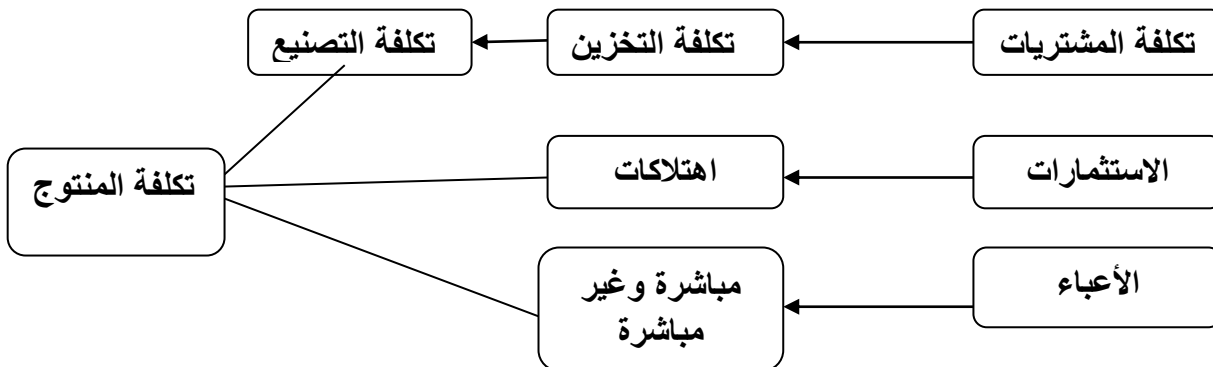 تكلفة المشتريات
تكلفة التخزين
تكلفة التصنيع
الاستثمارات
اهتلاكات
تكلفة المنتوج
الأعباء
مباشرة وغير
مباشرة